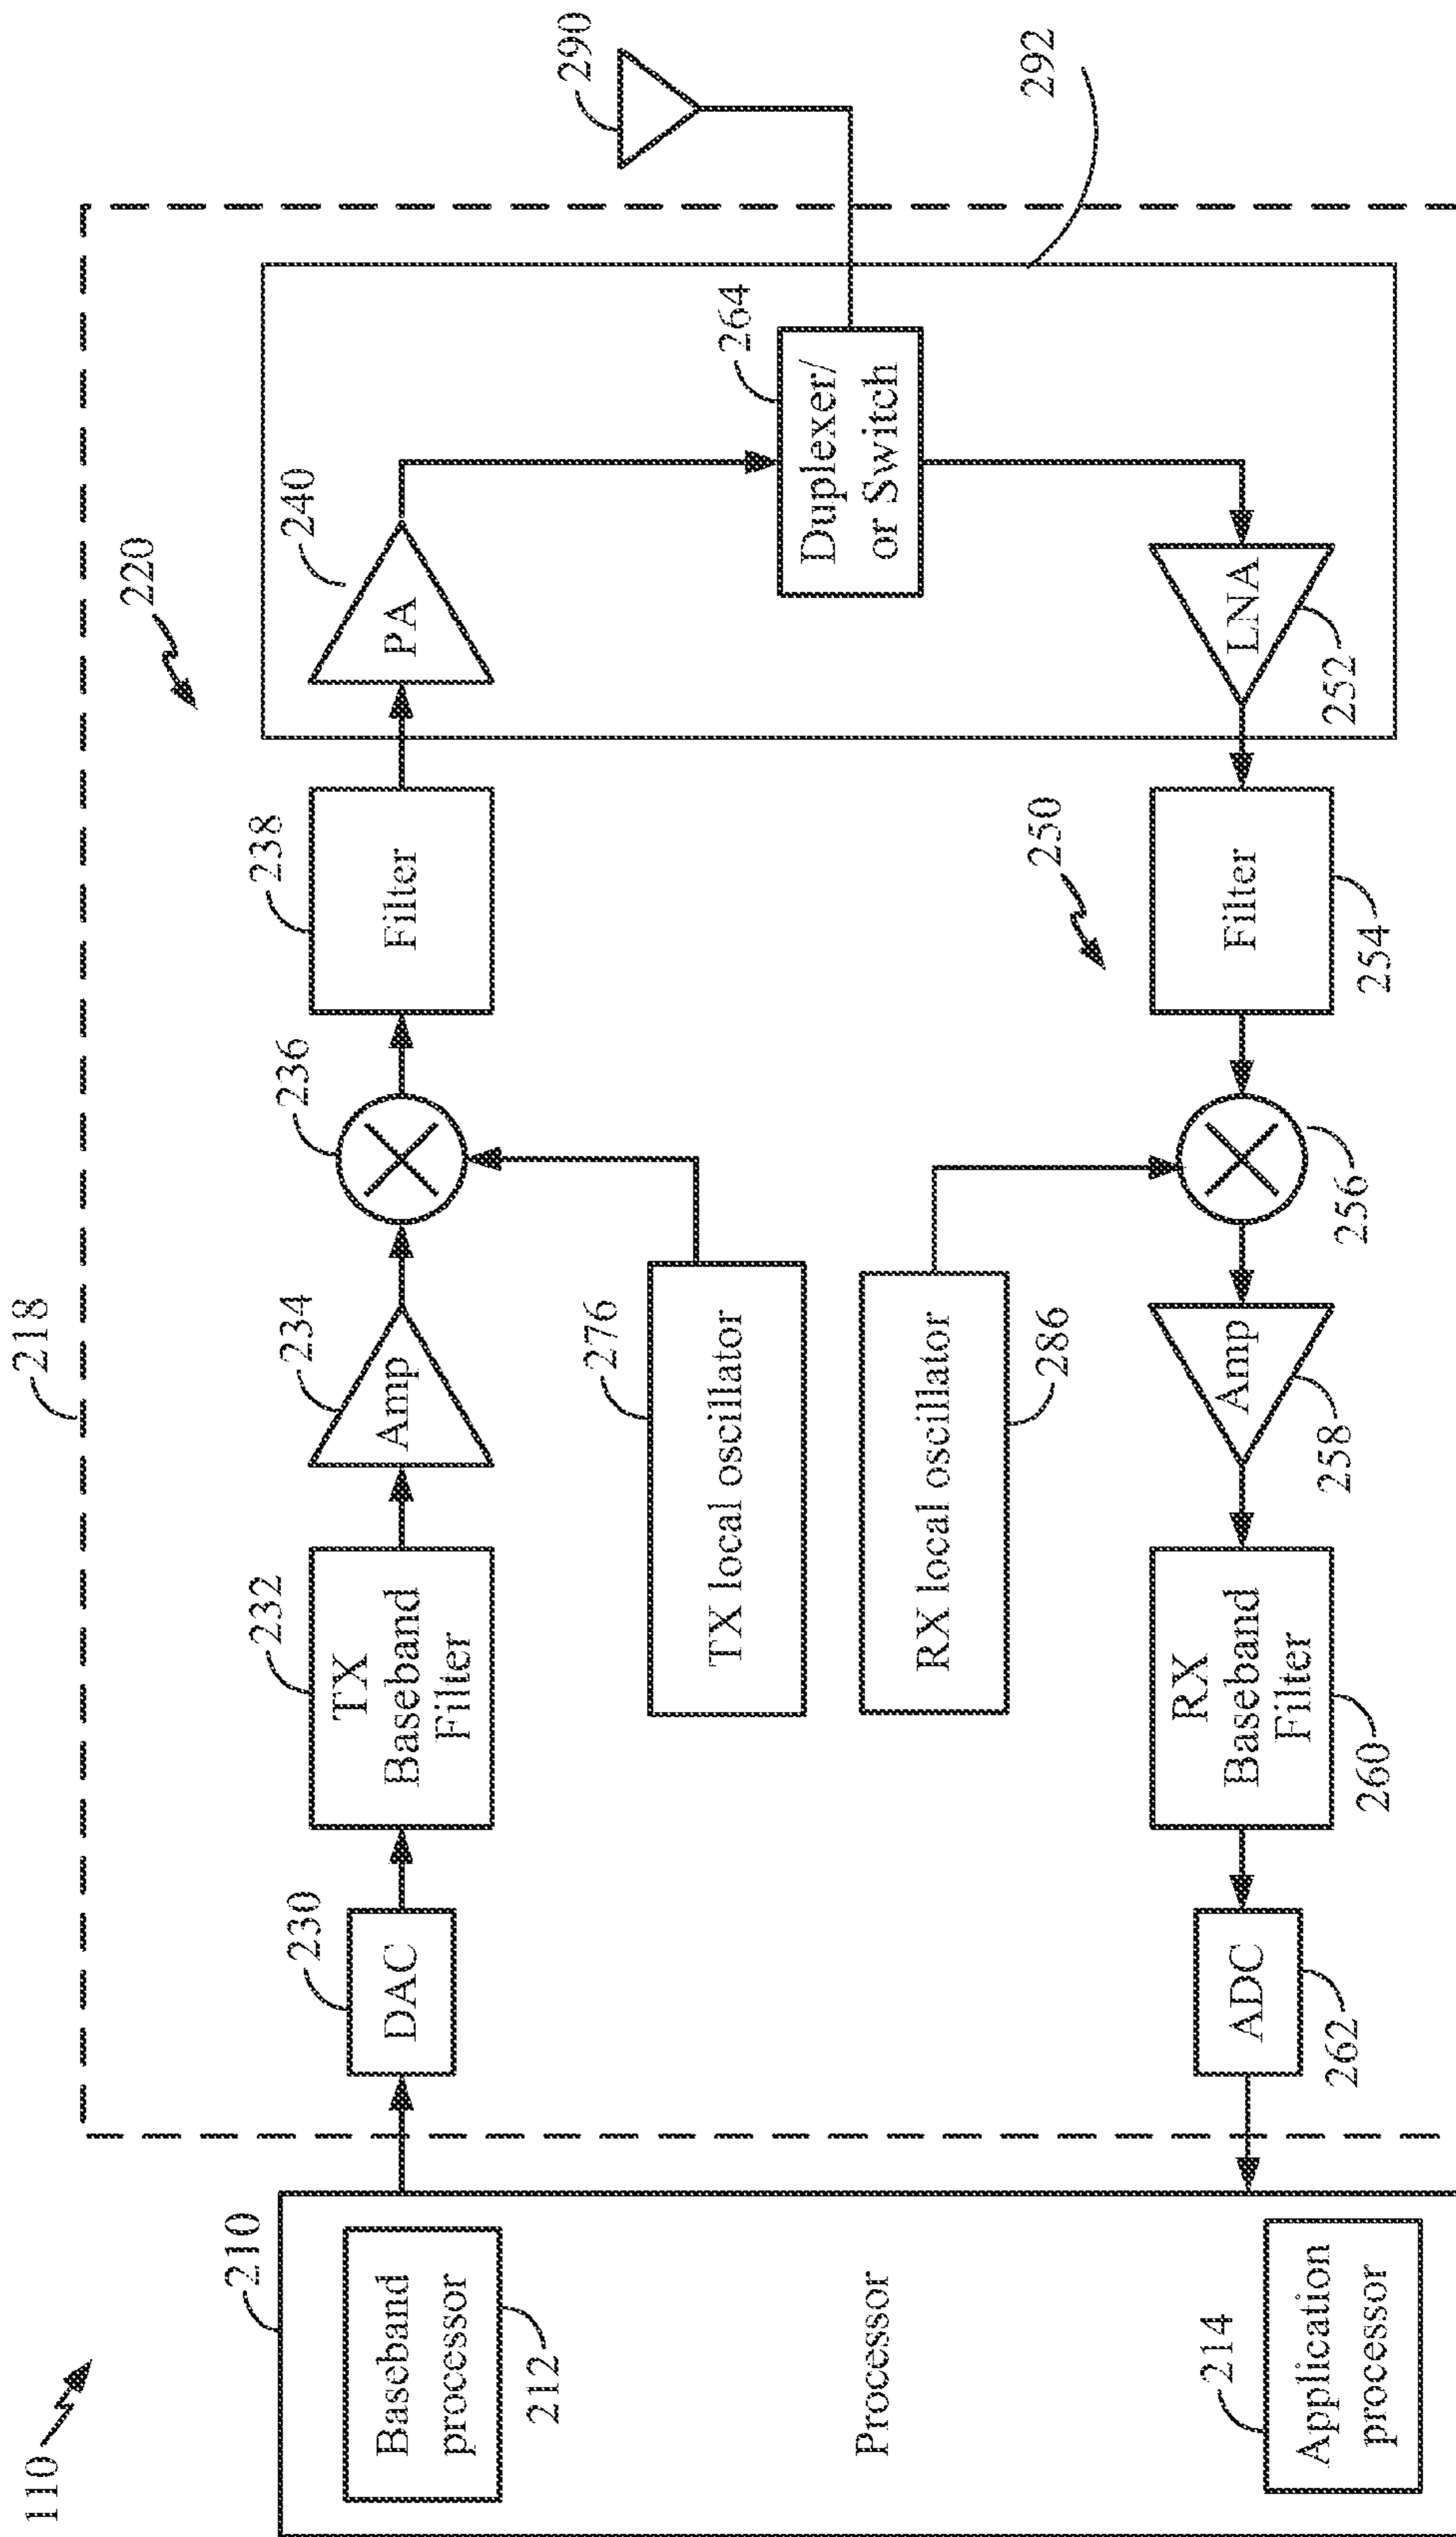 110
218
220
210
Baseband
processor
212
Processor
214
Application
processor
230
DAC
232
TX
Baseband
Filter
234
Amp
236
238
Filter
240
PA
276
TX local oscillator
RX local oscillator
286
264
Duplexer/
or Switch
290
292
250
ADC
262
RX
Baseband
Filter
260
Amp
258
256
Filter
254
LNA
252